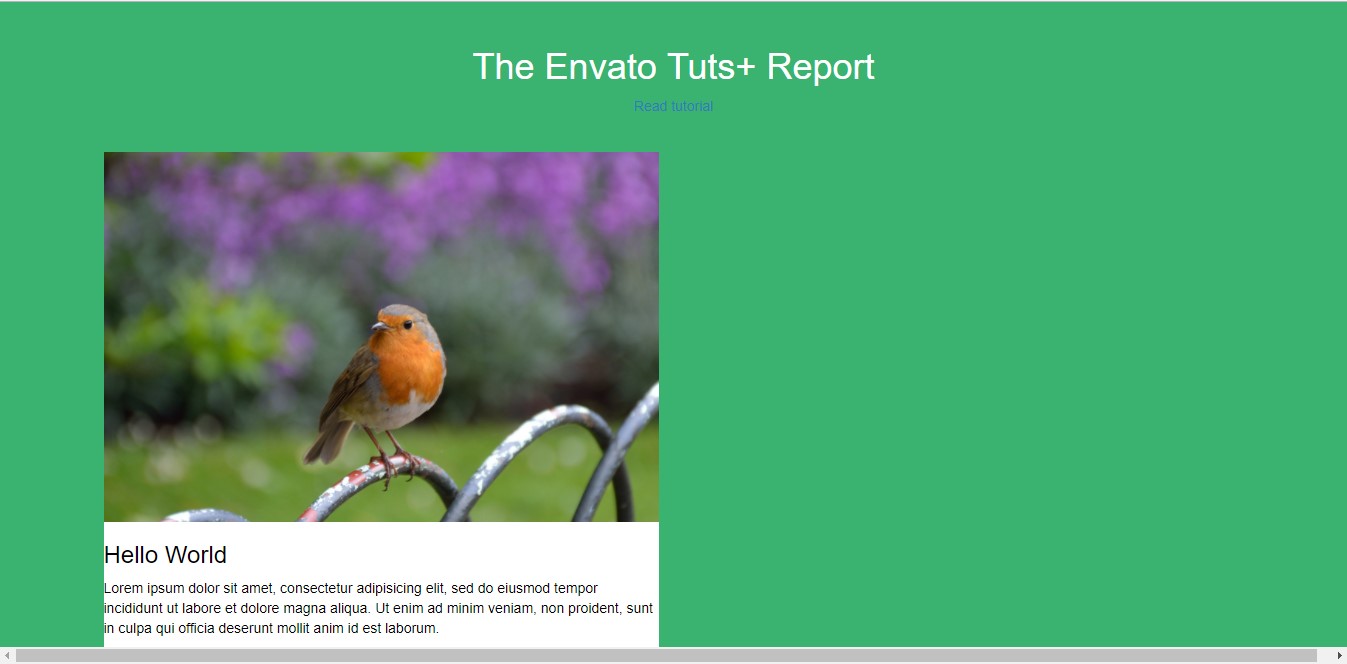 The Envato Tuts+ Report
Read tutorial
Hello World
Lorem ipsum dolor sit amet, consectetur adipisicing elit, sed do eiusmod tempor
incididunt ut labore et dolore magna aliqua. Ut enim ad minim veniam, non proident, sunt
in culpa qui officia deserunt mollit anim id est laborum.